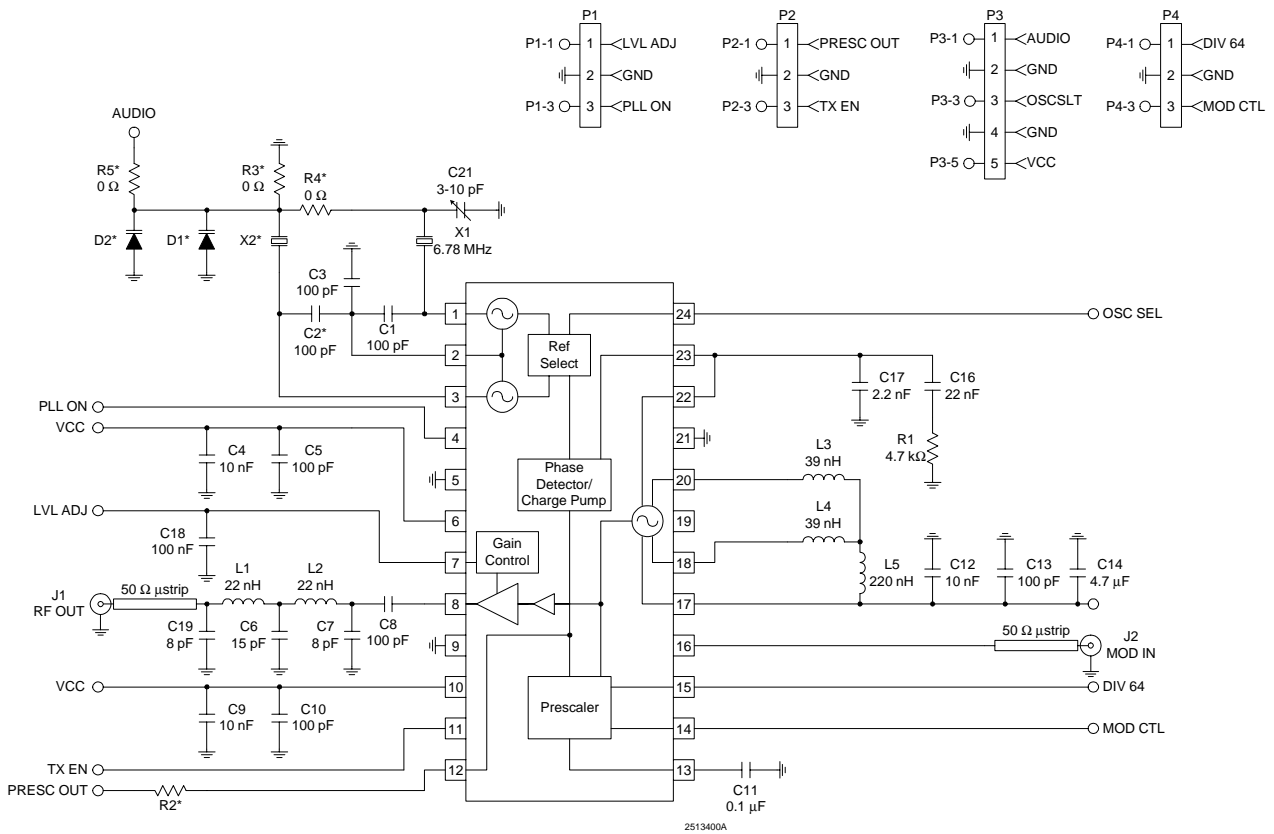 P1
P1-1 1 LVL ADJ
2 GND
P1-3 3 PLL ON
P2
P2-1 1 PRESC OUT
2 GND
P2-3 3 TX EN
P3
P3-1 1 AUDIO
2 GND
P3-3 3 OSCSLT
4 GND
P3-5 5 VCC
P4
P4-1 1 DIV 64
2 GND
P4-3 3 MOD CTL
AUDIO
R5*
0 Ω
R3*
0 Ω
R4*
0 Ω
C21
3-10 pF
D2*
D1*
X2*
X1
6.78 MHz
C3
100 pF
C2*
100 pF
C1
100 pF
1
2
3
4
5
6
7
8
9
10
11
12
Ref
Select
Phase
Detector/
Charge Pump
Gain
Control
Prescaler
24
23
22
21
20
19
18
17
16
15
14
13
PLL ON
VCC
C4
10 nF
C5
100 pF
LVL ADJ
C18
100 nF
J1
RF OUT
50 Ω µstrip
L1
22 nH
L2
22 nH
C19
8 pF
C6
15 pF
C7
8 pF
C8
100 pF
VCC
C9
10 nF
C10
100 pF
TX EN
PRESC OUT
R2*
OSC SEL
C17
2.2 nF
C16
22 nF
R1
4.7 kΩ
L3
39 nH
L4
39 nH
L5
220 nH
C12
10 nF
C13
100 pF
C14
4.7 µF
50 Ω µstrip
J2
MOD IN
DIV 64
MOD CTL
C11
0.1 µF
2513400A